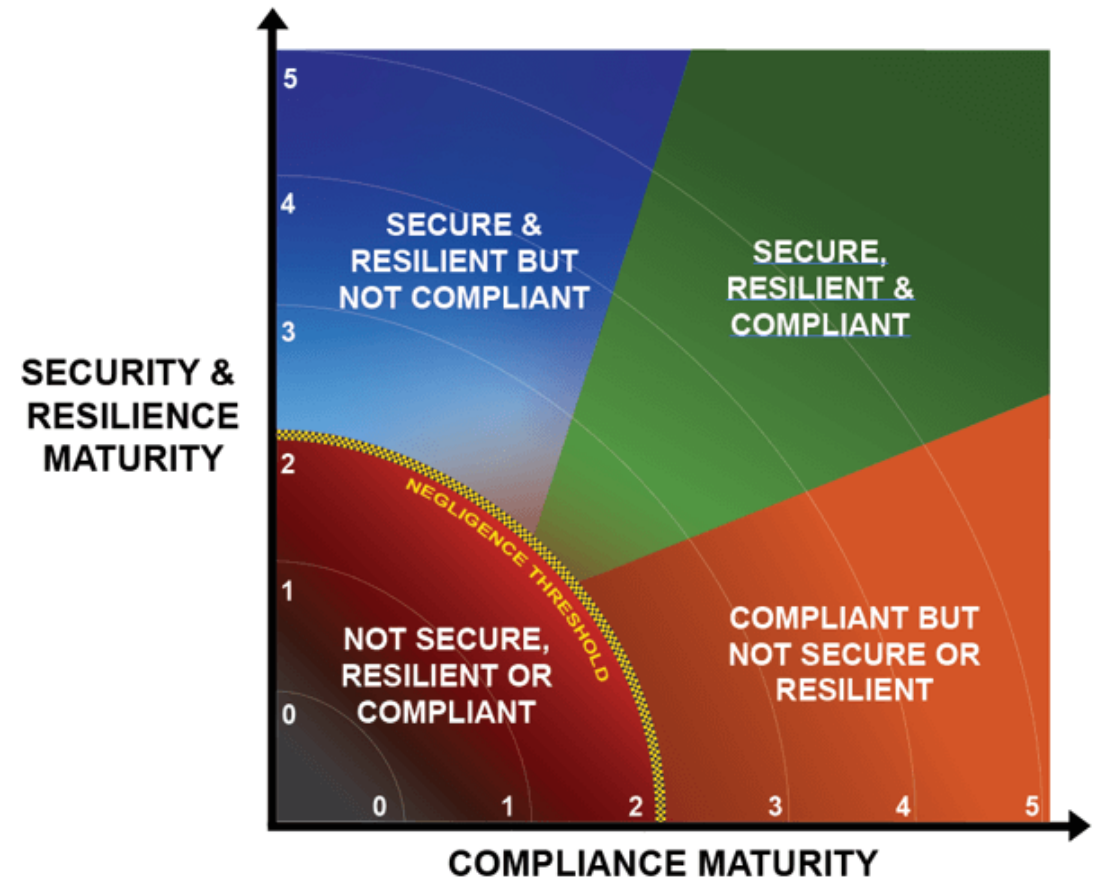 5
4
3
2
1
0
SECURITY &
RESILIENCE
MATURITY
SECURE &
RESILIENT BUT
NOT COMPLIANT
SECURE,
RESILIENT &
COMPLIANT
NEGLIGENCE THRESHOLD
NOT SECURE,
RESILIENT OR
COMPLIANT
COMPLIANT BUT
NOT SECURE OR
RESILIENT
0 1 2 3 4 5
COMPLIANCE MATURITY